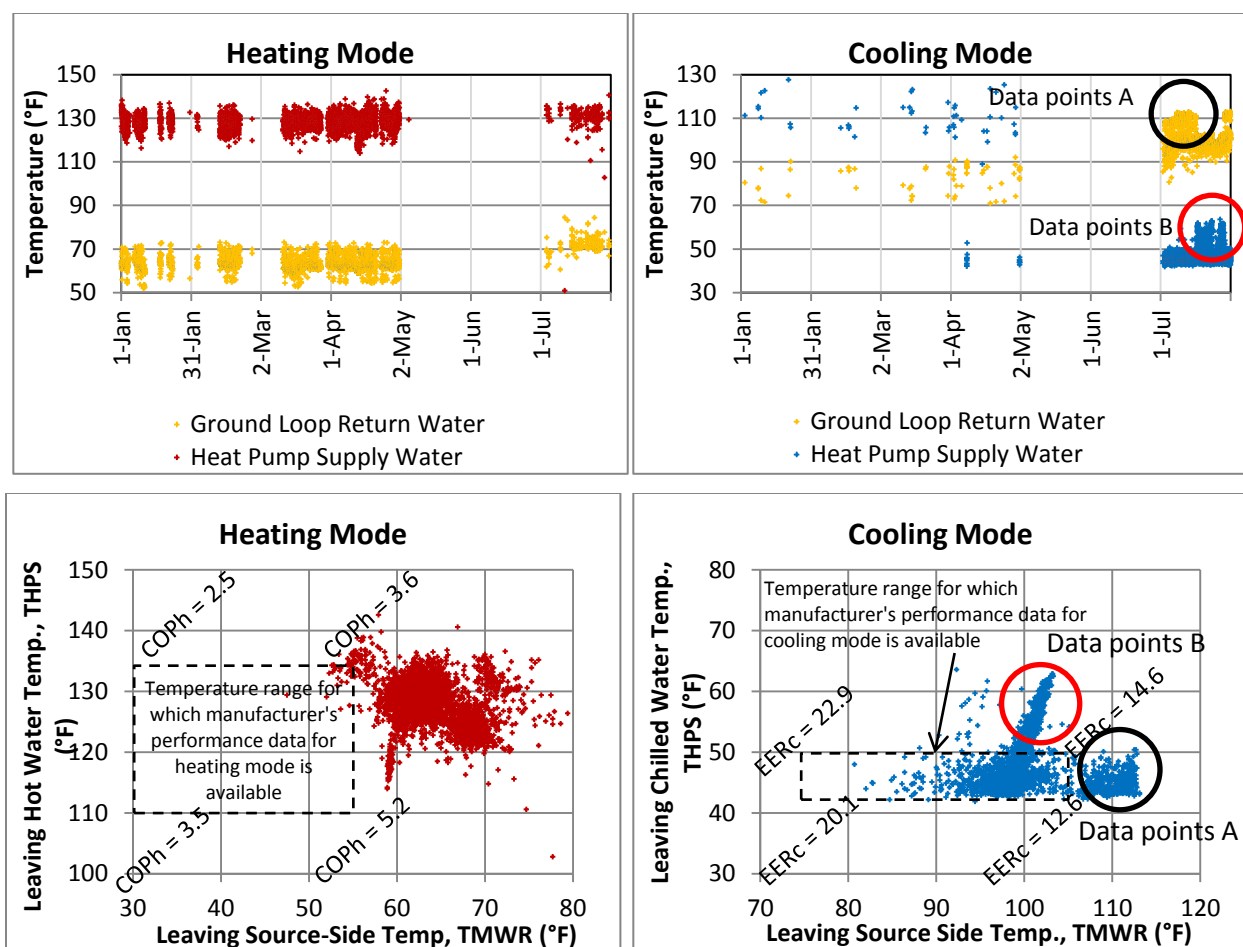 Heating Mode
Temperature (°F)
150
130
110
90
70
50
1-Jan
31-Jan
2-Mar
1-Apr
2-May
1-Jun
1-Jul
Ground Loop Return Water
Heat Pump Supply Water
Cooling Mode
Temperature (°F)
130
110
90
70
50
30
Data points A
Data points B
1-Jan
31-Jan
2-Mar
1-Apr
2-May
1-Jun
1-Jul
Ground Loop Return Water
Heat Pump Supply Water
Heating Mode
Leaving Hot Water Temp., THPS
(°F)
150
140
130
120
110
100
COPh = 2.5
COPh = 3.6
Temperature range for
which manufacturer's
performance data for
heating mode is
available
COPh = 3.5
COPh = 5.2
30
40
50
60
70
80
Leaving Source-Side Temp, TMWR (°F)
Cooling Mode
Leaving Chilled Water Temp.,
THPS (°F)
80
70
60
50
40
30
Temperature range for which
manufacturer's performance data for
cooling mode is available
Data points B
EERc = 22.9
EERc = 14.6
EERc = 20.1
EERc = 12.6
Data points A
70
80
90
100
110
120
Leaving Source Side Temp., TMWR (°F)